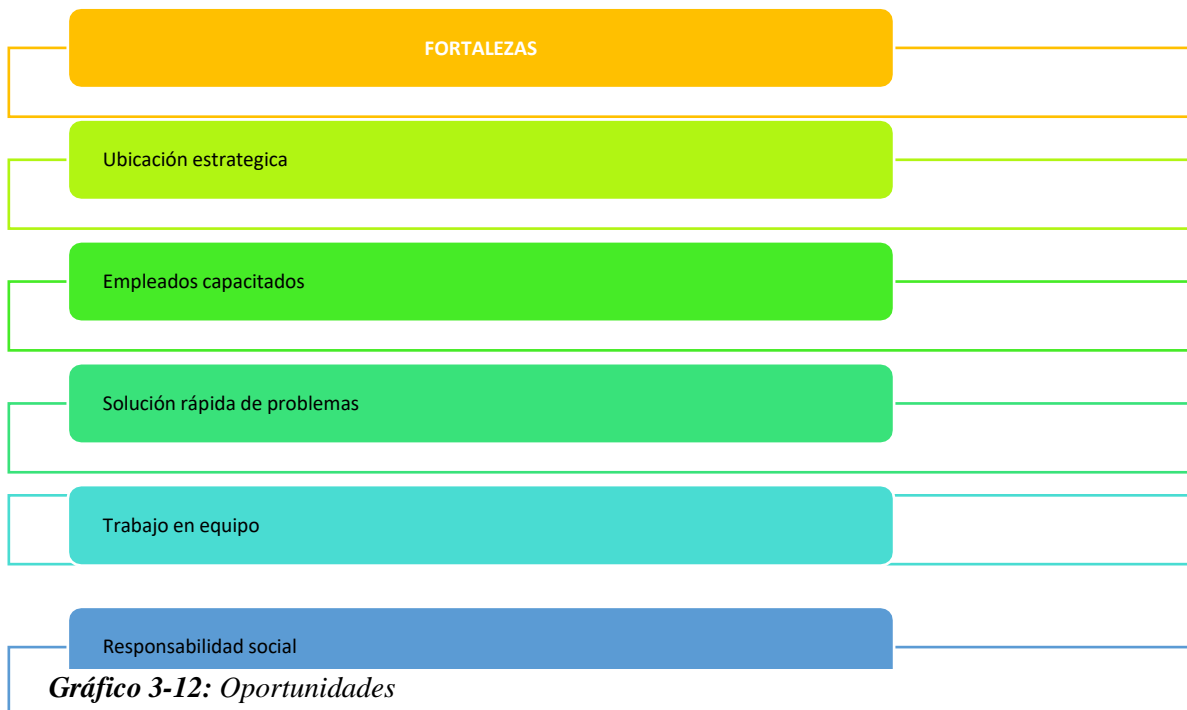 FORTALEZAS
Ubicación estrategica
Empleados capacitados
Solución rápida de problemas
Trabajo en equipo
Responsabilidad social
Gráfico 3-12: Oportunidades